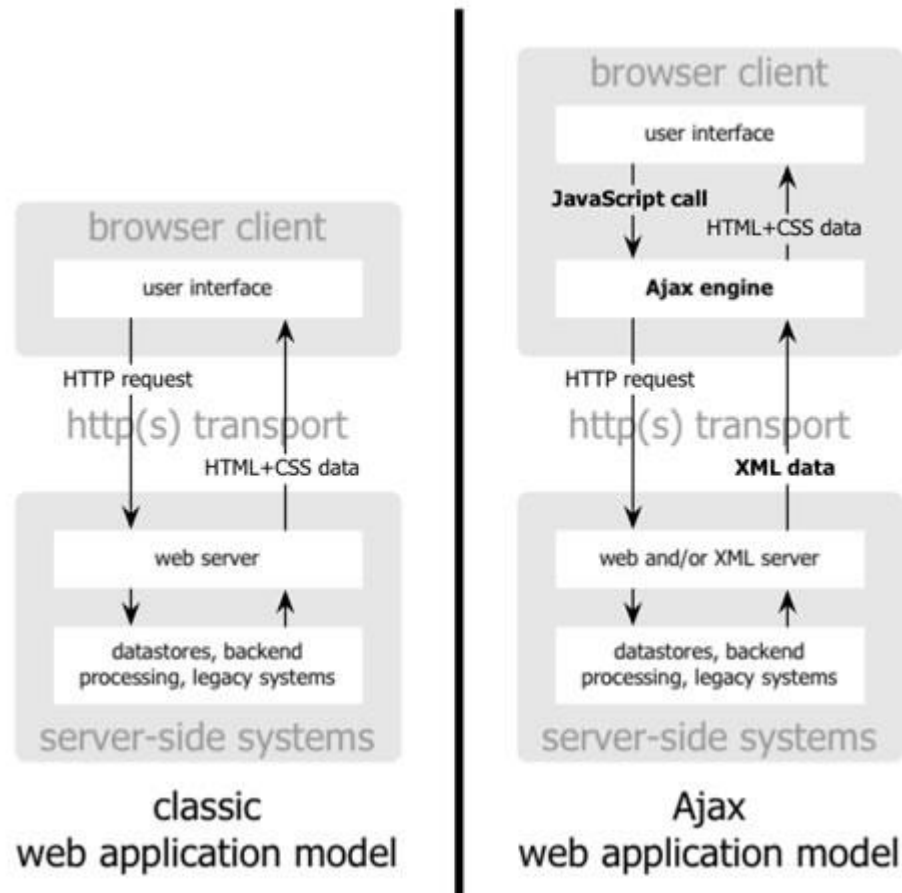 browser client
user interface
HTTP request
http(s) transport
HTML+CSS data
web server
datastores, backend
processing, legacy systems
server-side systems
classic
web application model
browser client
user interface
JavaScript call
HTML+CSS data
Ajax engine
HTTP request
http(s) transport
XML data
web and/or XML server
datastores, backend
processing, legacy systems
server-side systems
Ajax
web application model